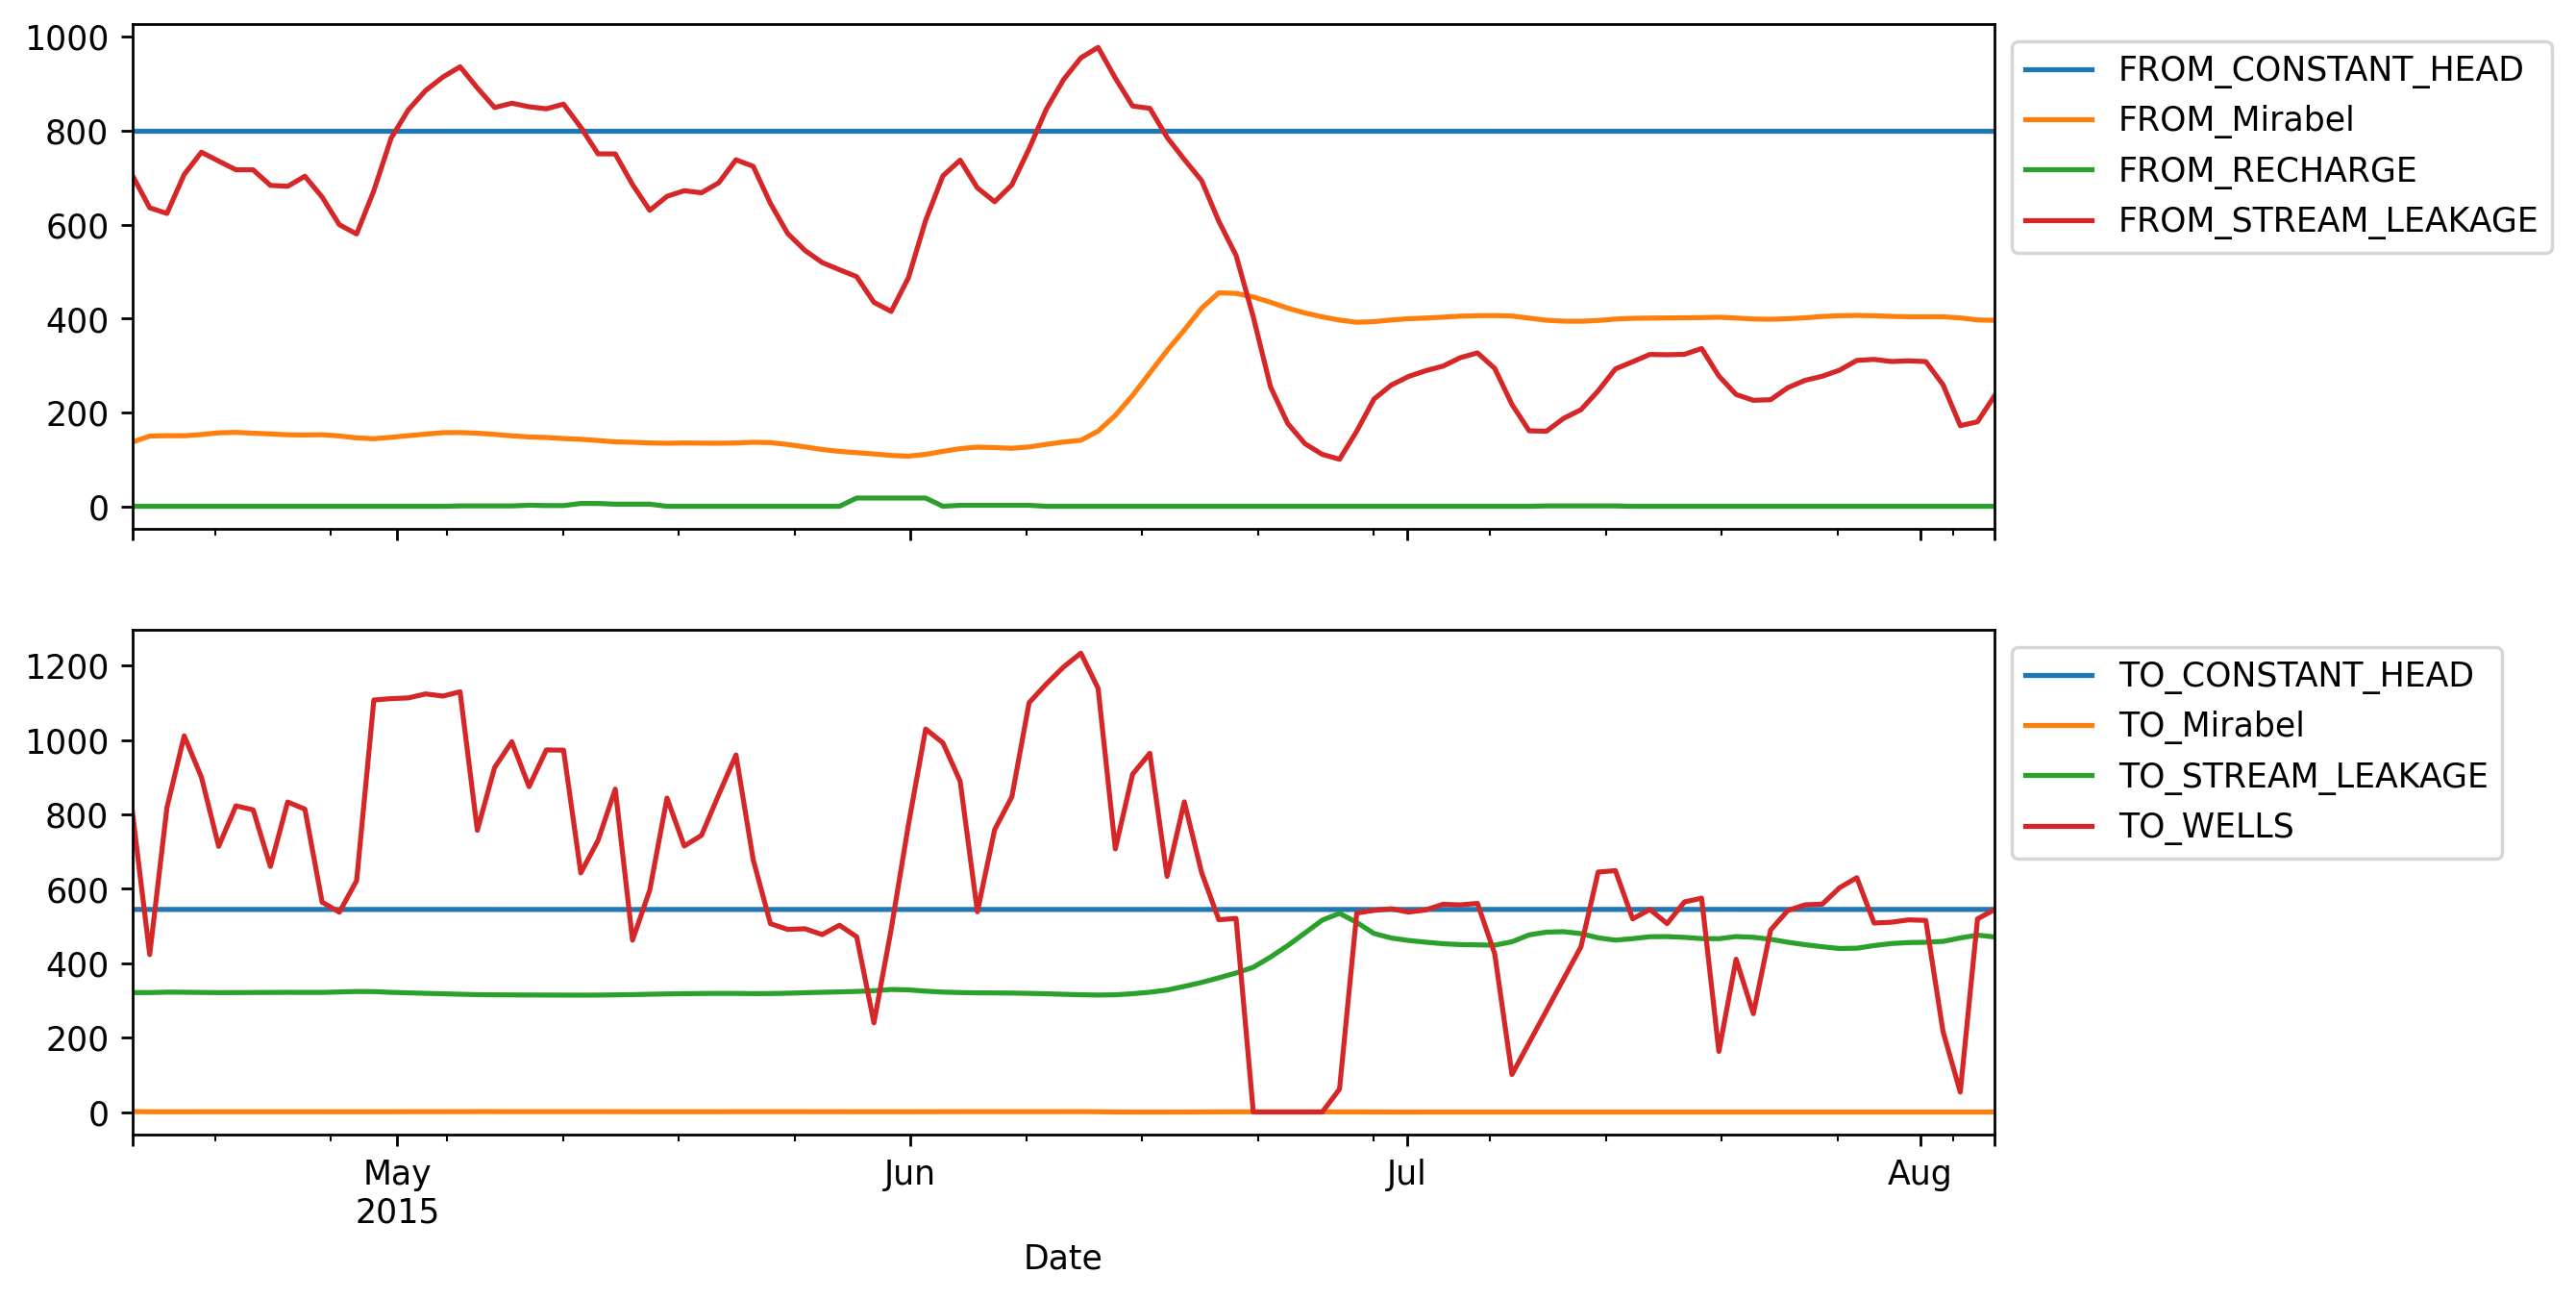 1000
800
600
400
200
0
FROM_CONSTANT_HEAD
FROM_Mirabel
FROM_RECHARGE
FROM_STREAM_LEAKAGE
1200
1000
800
600
400
200
0
TO_CONSTANT_HEAD
TO_Mirabel
TO_STREAM_LEAKAGE
TO_WELLS
May Jun Jul Aug
2015
Date